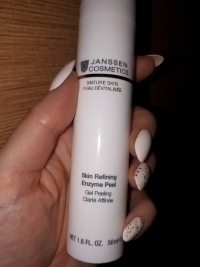 JANSSEN
COSMETICS
MATURE SKIN
PEAU DÉVITALISÉE
Skin Refining
Enzyme Peel
Gel Peeling
Clarté Affinée
NET 1.6 FL. OZ. 50ml